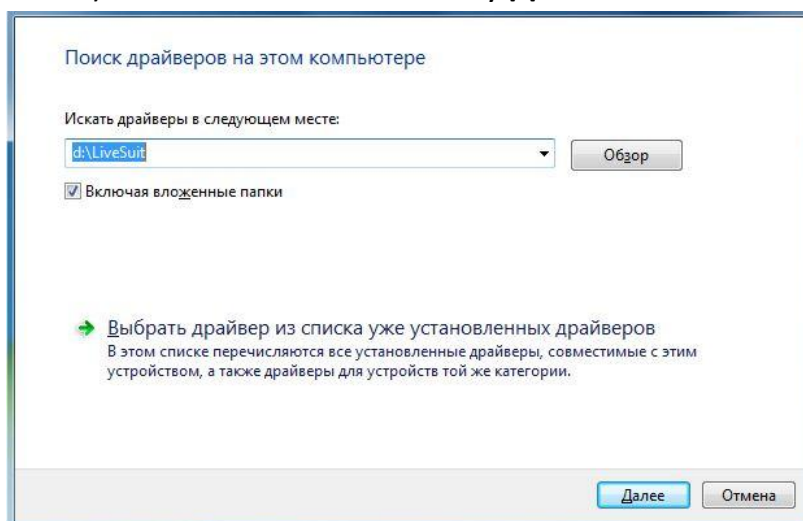 Поиск драйверов на этом компьютере
Искать драйверы в следующем месте:
d:\LiveSuit
Обзор
Включая вложенные папки
Выбрать драйвер из списка уже установленных драйверов
В этом списке перечисляются все установленные драйверы, совместимые с этим
устройством, а также драйверы для устройств той же категории.
Далее
Отмена